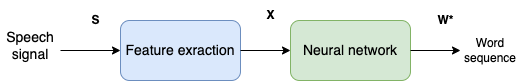 S
X
W*
Speech
signal
Feature exraction
Neural network
Word
sequence